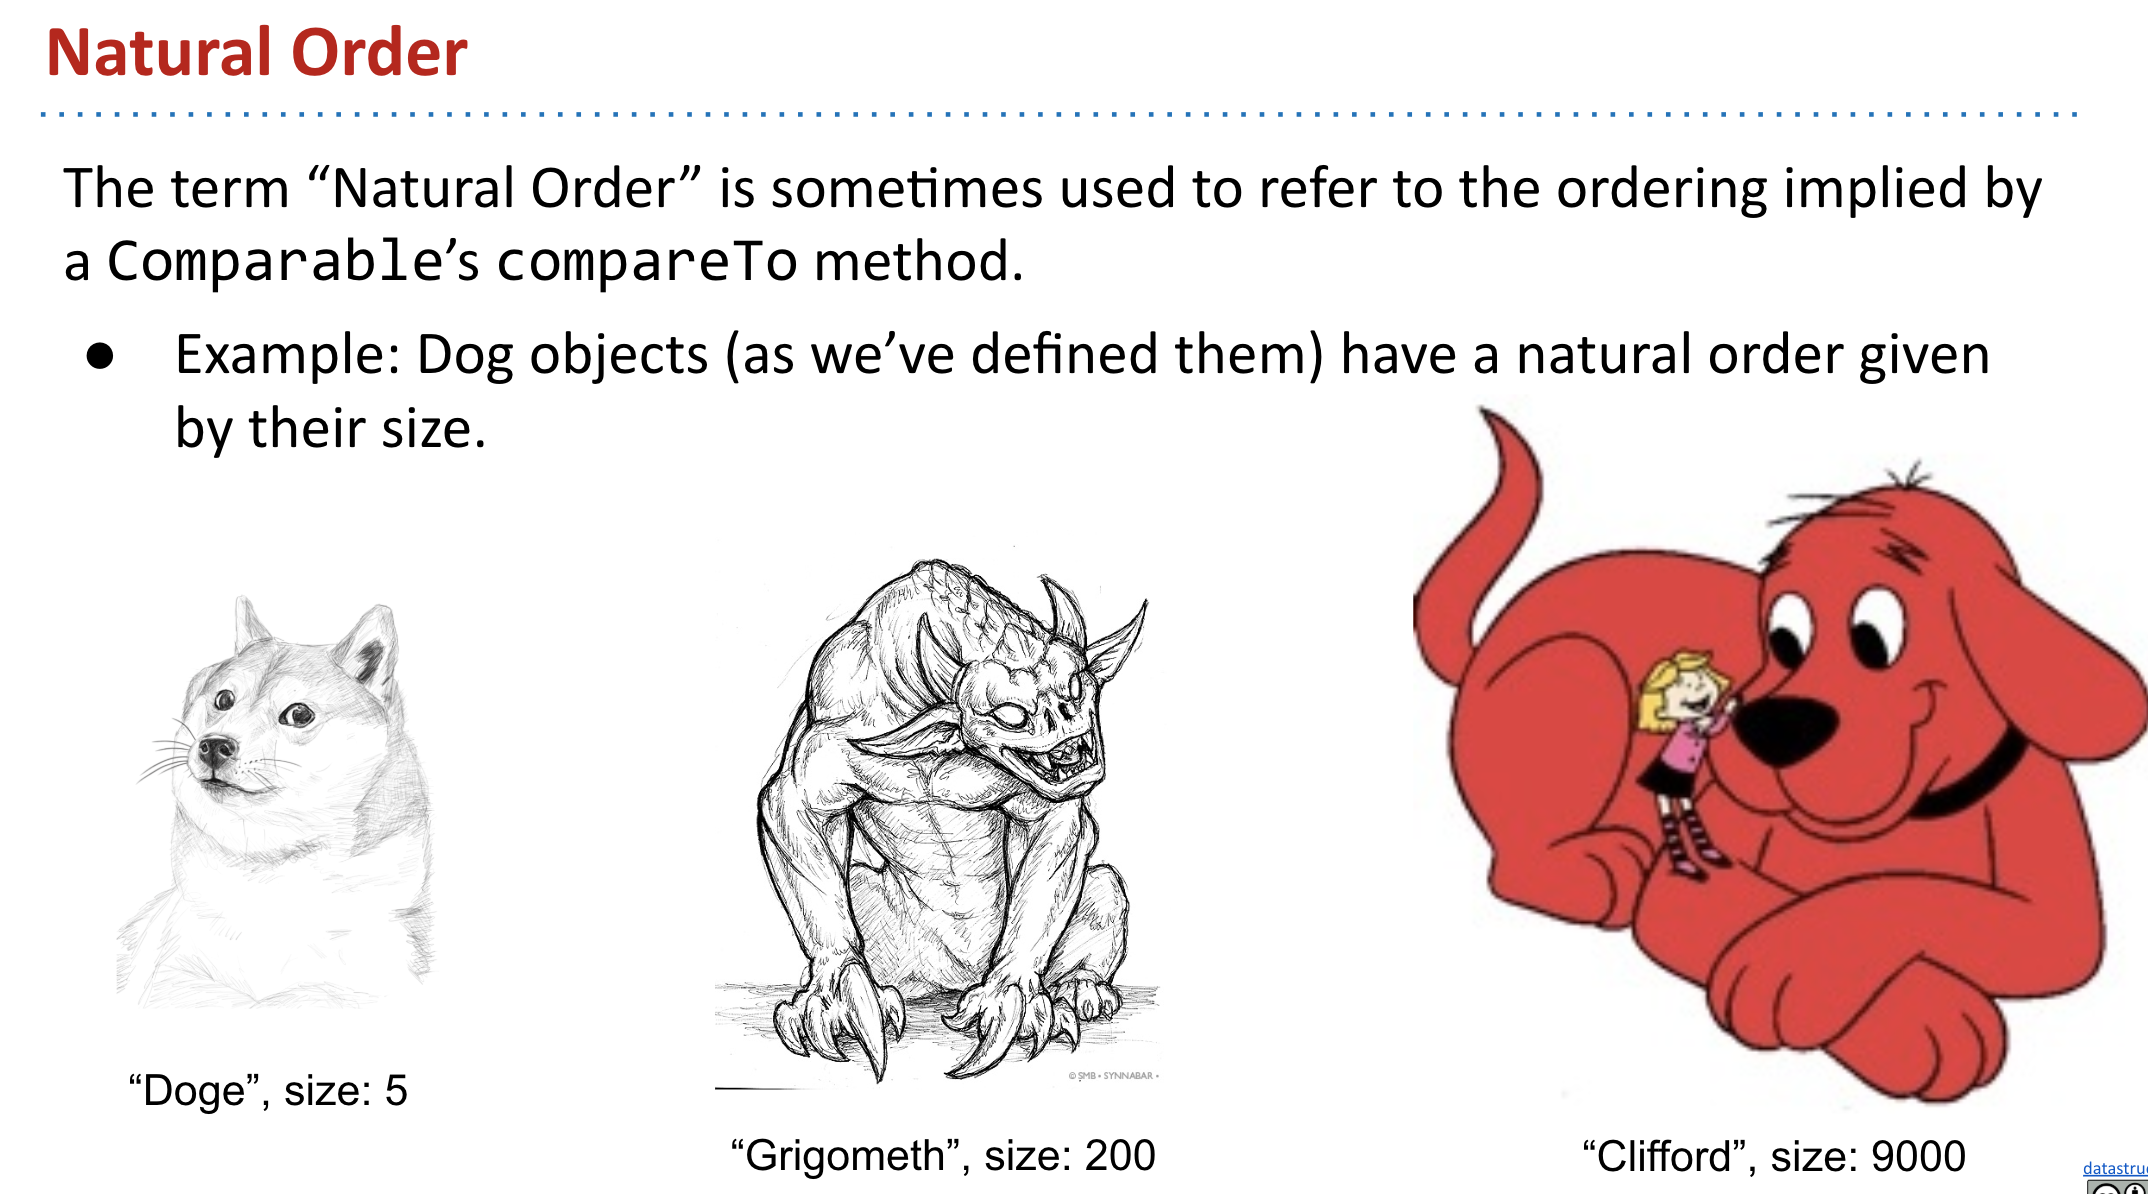 Natural Order
The term “Natural Order” is sometimes used to refer to the ordering implied by
a Comparable’s compareTo method.
● Example: Dog objects (as we’ve defined them) have a natural order given
by their size.
© SMB • SYNNABAR •
“Doge”, size: 5
“Grigometh”, size: 200
“Clifford”, size: 9000